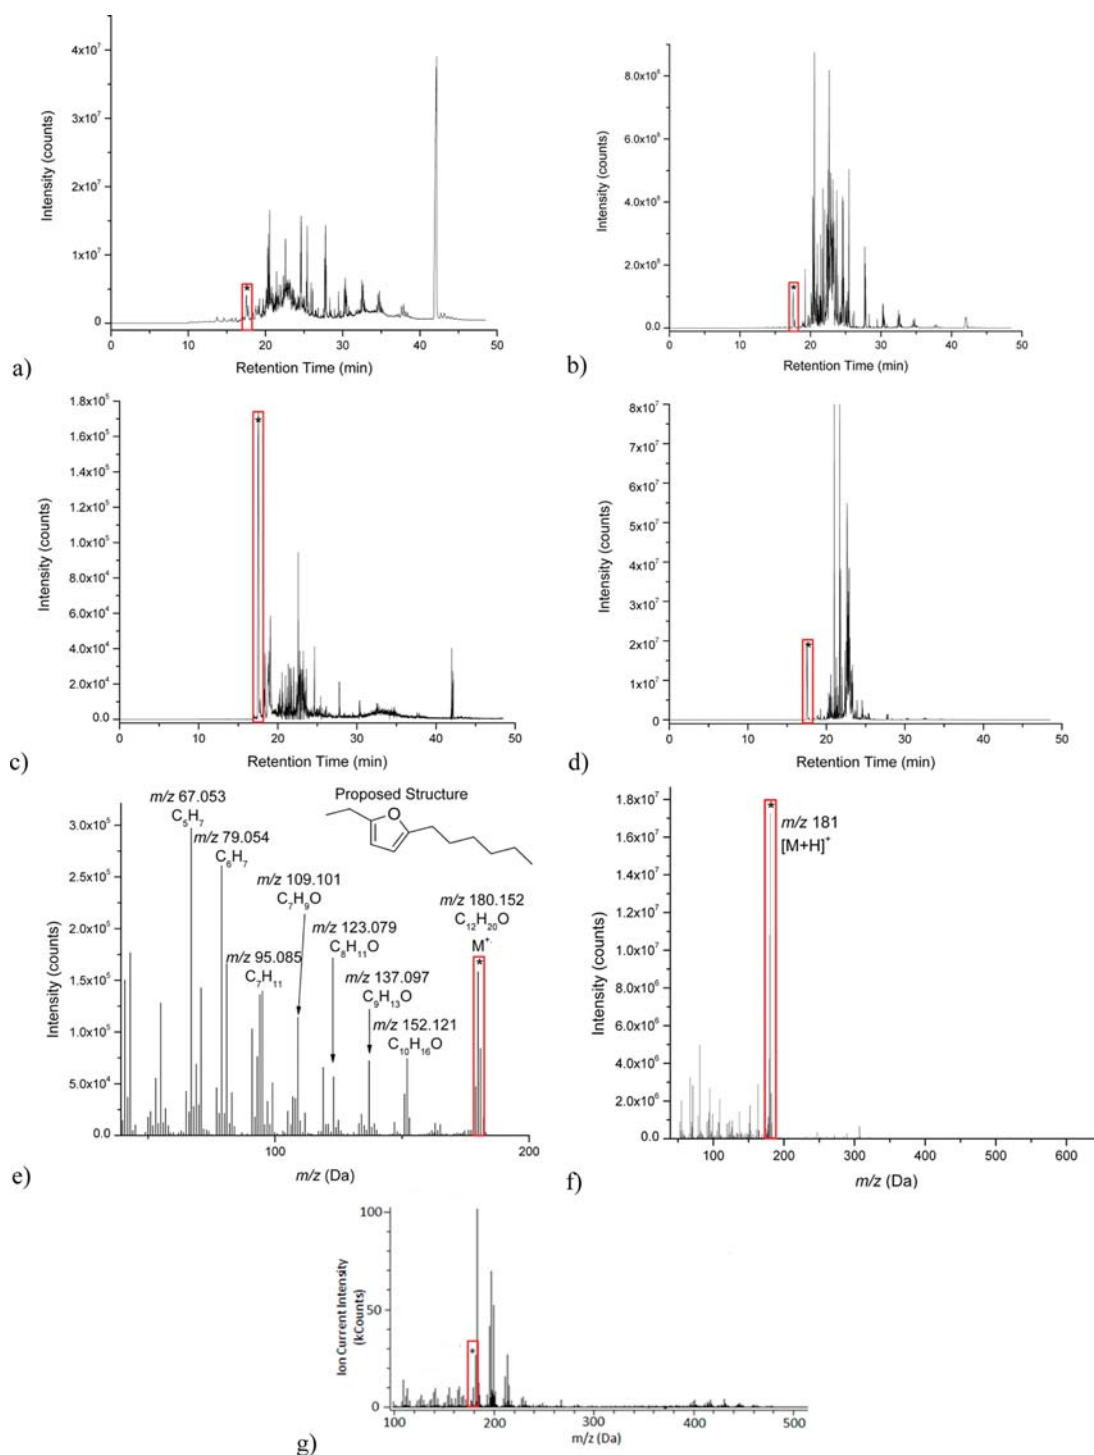 Intensity (counts)
4x10⁷
3x10⁷
2x10⁷
1x10⁷
0
*
0 10 20 30 40 50
Retention Time (min)
a)
Intensity (counts)
8.0x10⁸
6.0x10⁸
4.0x10⁸
2.0x10⁸
0.0
*
0 10 20 30 40 50
Retention Time (min)
b)
Intensity (counts)
1.8x10⁵
1.6x10⁵
1.4x10⁵
1.2x10⁵
1.0x10⁵
8.0x10⁴
6.0x10⁴
4.0x10⁴
2.0x10⁴
0.0
*
0 10 20 30 40 50
Retention Time (min)
c)
Intensity (counts)
8x10⁷
7x10⁷
6x10⁷
5x10⁷
4x10⁷
3x10⁷
2x10⁷
1x10⁷
0
*
0 10 20 30 40 50
Retention Time (min)
d)
Intensity (counts)
3.0x10⁵
2.5x10⁵
2.0x10⁵
1.5x10⁵
1.0x10⁵
5.0x10⁴
0.0
m/z 67.053
C₅H₇
m/z 79.054
C₆H₇
m/z 95.085
C₇H₁₁
m/z 109.101
C₇H₉O
m/z 123.079
C₈H₁₁O
m/z 137.097
C₉H₁₃O
m/z 152.121
C₁₀H₁₆O
Proposed Structure
O
m/z 180.152
C₁₂H₂₀O
M⁺·
*
100 200
m/z (Da)
e)
Intensity (counts)
1.8x10⁷
1.7x10⁷
1.6x10⁷
1.4x10⁷
1.2x10⁷
1.0x10⁷
8.0x10⁶
6.0x10⁶
4.0x10⁶
2.0x10⁶
0.0
*
m/z 181
[M+H]⁺
100 200 300 400 500 600
m/z (Da)
f)
Ion Current Intensity
(kCounts)
100
50
0
*
100 200 300 400 500
m/z (Da)
g)